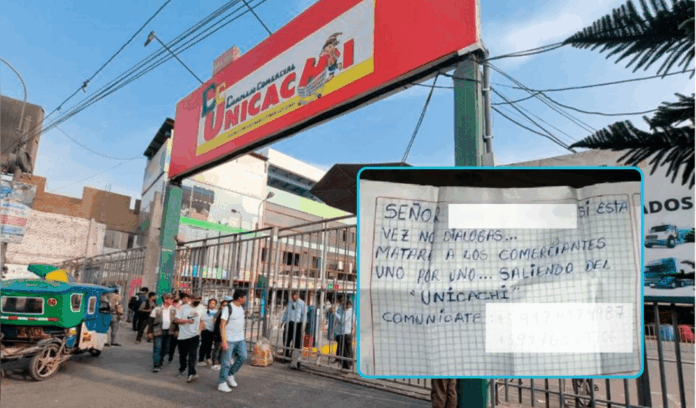 COMPLEJO COMERCIAL
UNICACHI
ADOS
SEÑOR SI ESTA
VEZ NO DIALOGAS...
MATARE A LOS COMERCIANTES
UNO POR UNO... SALIENDO DEL
"UNICACHI"
COMUNICATE :